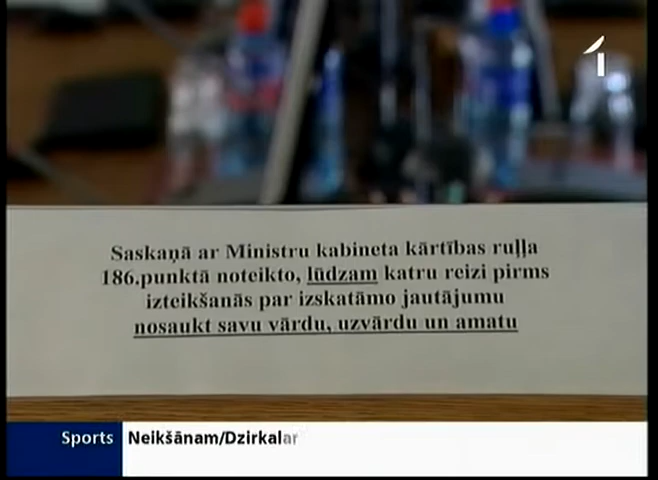 1
Saskaņā ar Ministru kabineta kārtības ruļļa
186.punktā noteikto, lūdzam katru reizi pirms
izteikšanās par izskatāmo jautājumu
nosaukt savu vārdu, uzvārdu un amatu
Sports Neikšānam/Dzirkalar